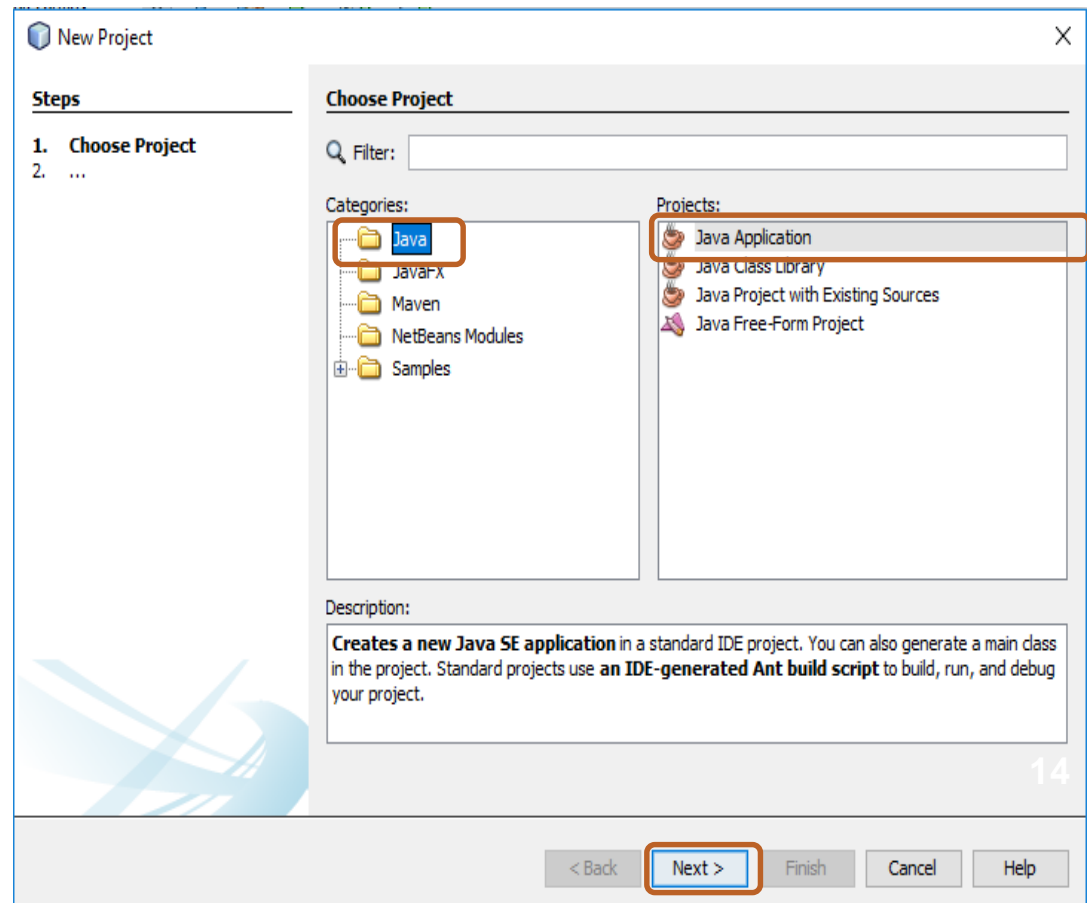 New Project
Steps
1. Choose Project
2. ...
Choose Project
Filter:
Categories:
Java
JavaFX
Maven
NetBeans Modules
Samples
Projects:
Java Application
Java Class Library
Java Project with Existing Sources
Java Free-Form Project
Description:
Creates a new Java SE application in a standard IDE project. You can also generate a main class
in the project. Standard projects use an IDE-generated Ant build script to build, run, and debug
your project.
14
< Back
Next >
Finish
Cancel
Help